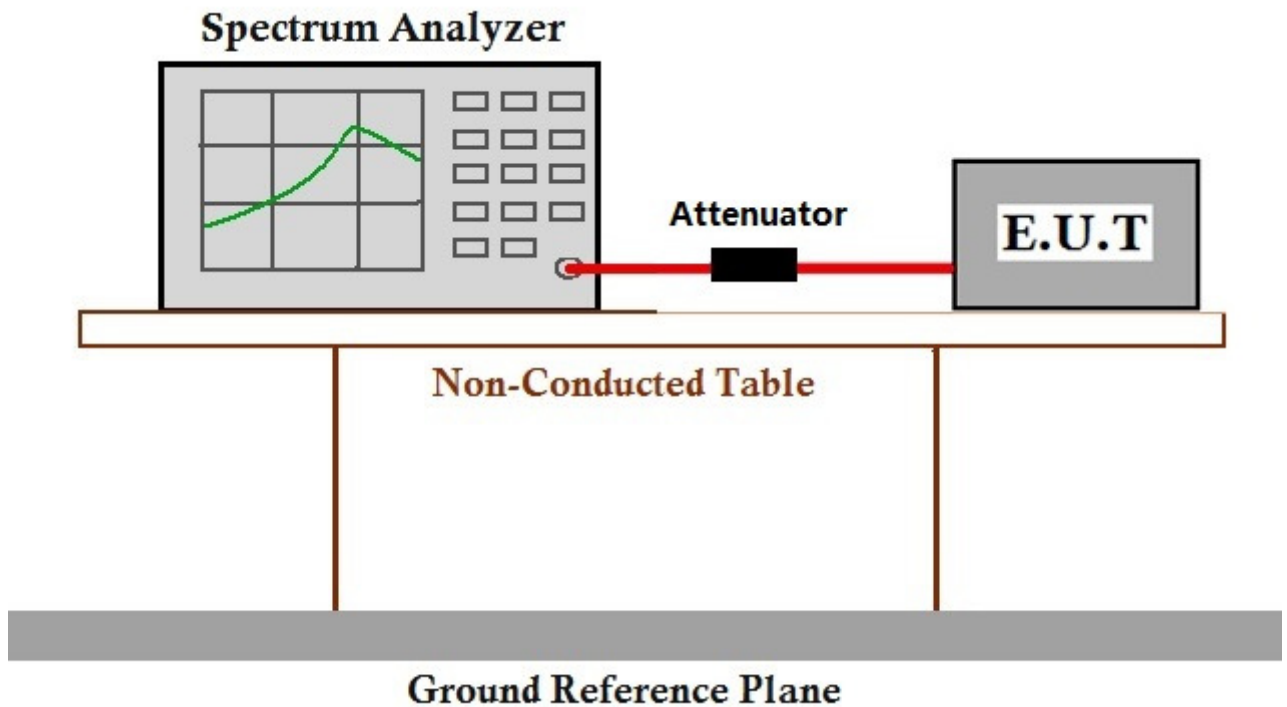 Spectrum Analyzer
Attenuator
E.U.T
Non-Conducted Table
Ground Reference Plane